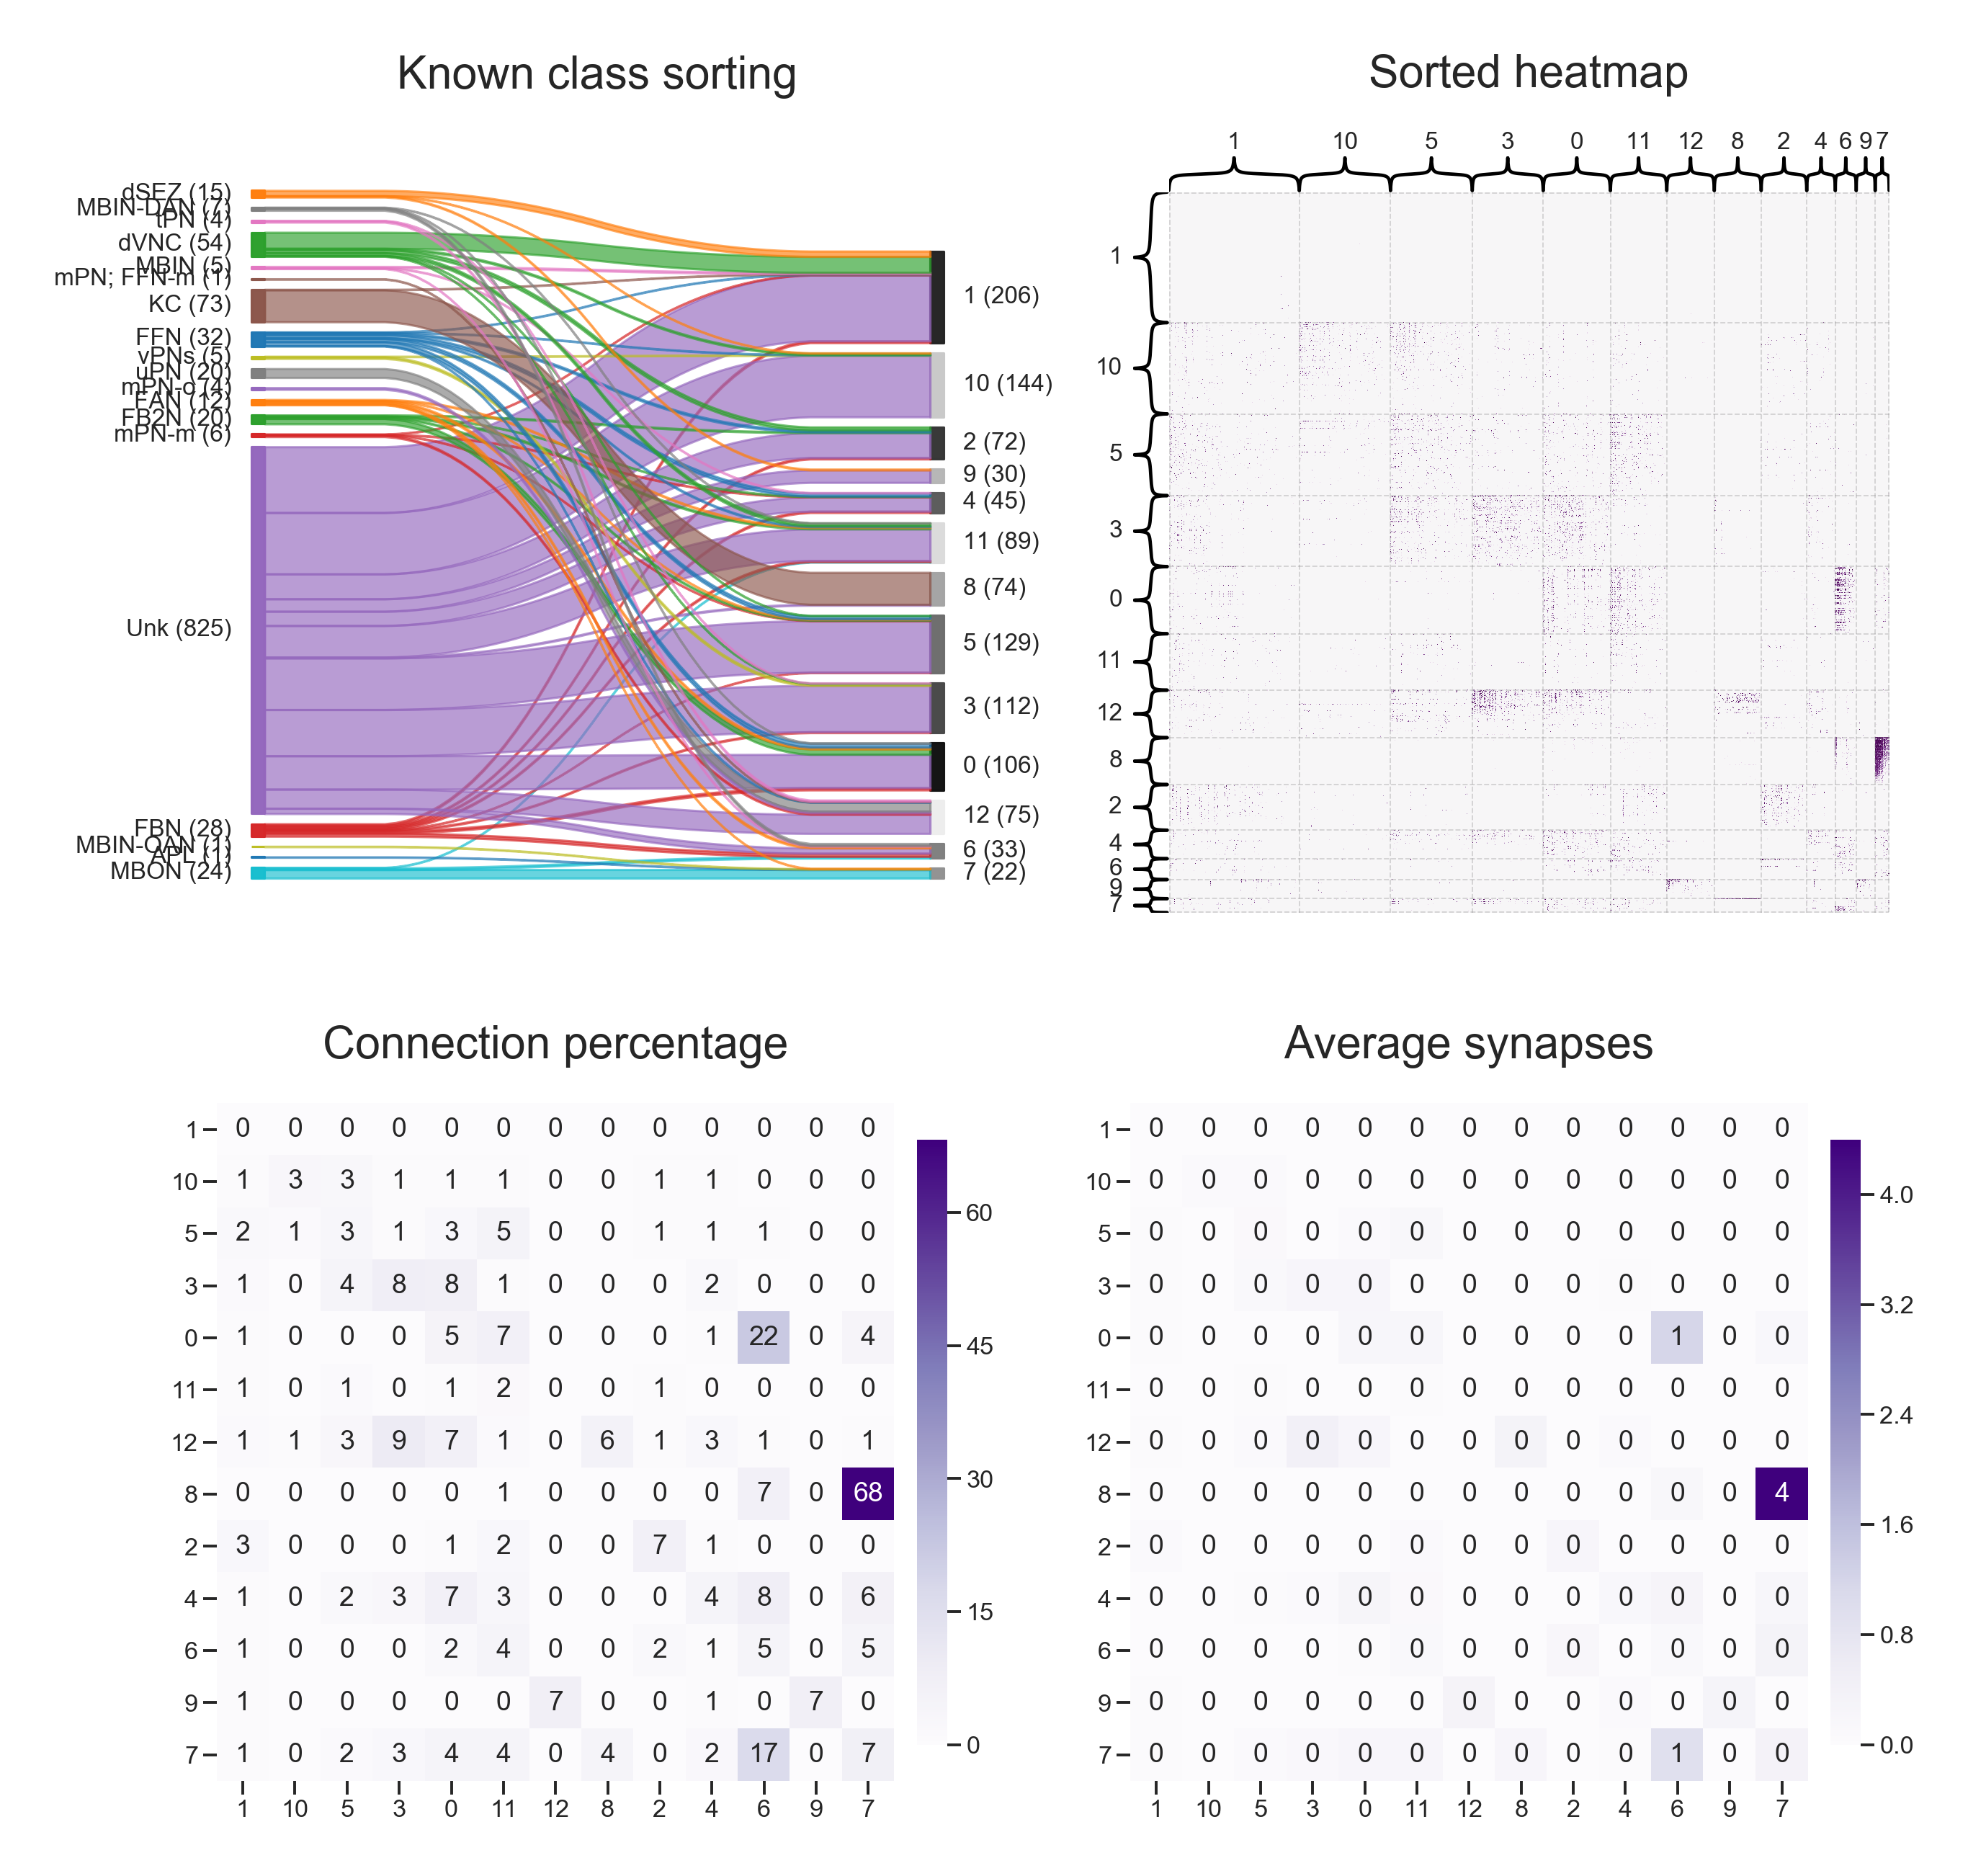 Known class sorting
dSEZ (15)
MBIN-DAN (7)
tPN (4)
dVNC (54)
MBIN (5)
mPN; FFN-m (1)
KC (73)
FFN (32)
vPNs (5)
uPN (20)
mPN-o (4)
FAN (12)
FB2N (20)
mPN-m (6)
Unk (825)
FBN (28)
MBIN-OAN (1)
APL (1)
MBON (24)
1 (206)
10 (144)
2 (72)
9 (30)
4 (45)
11 (89)
8 (74)
5 (129)
3 (112)
0 (106)
12 (75)
6 (33)
7 (22)
Sorted heatmap
1 10 5 3 0 11 12 8 2 4 6 9 7
1
10
5
3
0
11
12
8
2
4
6
9
7
Connection percentage
1 0 0 0 0 0 0 0 0 0 0 0 0 0
10 1 3 3 1 1 1 0 0 1 1 0 0 0
5 2 1 3 1 3 5 0 0 1 1 1 0 0
3 1 0 4 8 8 1 0 0 0 2 0 0 0
0 1 0 0 0 5 7 0 0 0 1 22 0 4
11 1 0 1 0 1 2 0 0 1 0 0 0 0
12 1 1 3 9 7 1 0 6 1 3 1 0 1
8 0 0 0 0 0 1 0 0 0 0 7 0 68
2 3 0 0 0 1 2 0 0 7 1 0 0 0
4 1 0 2 3 7 3 0 0 0 4 8 0 6
6 1 0 0 0 2 4 0 0 2 1 5 0 5
9 1 0 0 0 0 0 7 0 0 1 0 7 0
7 1 0 2 3 4 4 0 4 0 2 17 0 7
1 10 5 3 0 11 12 8 2 4 6 9 7
60
45
30
15
0
Average synapses
1 0 0 0 0 0 0 0 0 0 0 0 0 0
10 0 0 0 0 0 0 0 0 0 0 0 0 0
5 0 0 0 0 0 0 0 0 0 0 0 0 0
3 0 0 0 0 0 0 0 0 0 0 0 0 0
0 0 0 0 0 0 0 0 0 0 0 1 0 0
11 0 0 0 0 0 0 0 0 0 0 0 0 0
12 0 0 0 0 0 0 0 0 0 0 0 0 0
8 0 0 0 0 0 0 0 0 0 0 0 0 4
2 0 0 0 0 0 0 0 0 0 0 0 0 0
4 0 0 0 0 0 0 0 0 0 0 0 0 0
6 0 0 0 0 0 0 0 0 0 0 0 0 0
9 0 0 0 0 0 0 0 0 0 0 0 0 0
7 0 0 0 0 0 0 0 0 0 0 1 0 0
1 10 5 3 0 11 12 8 2 4 6 9 7
4.0
3.2
2.4
1.6
0.8
0.0